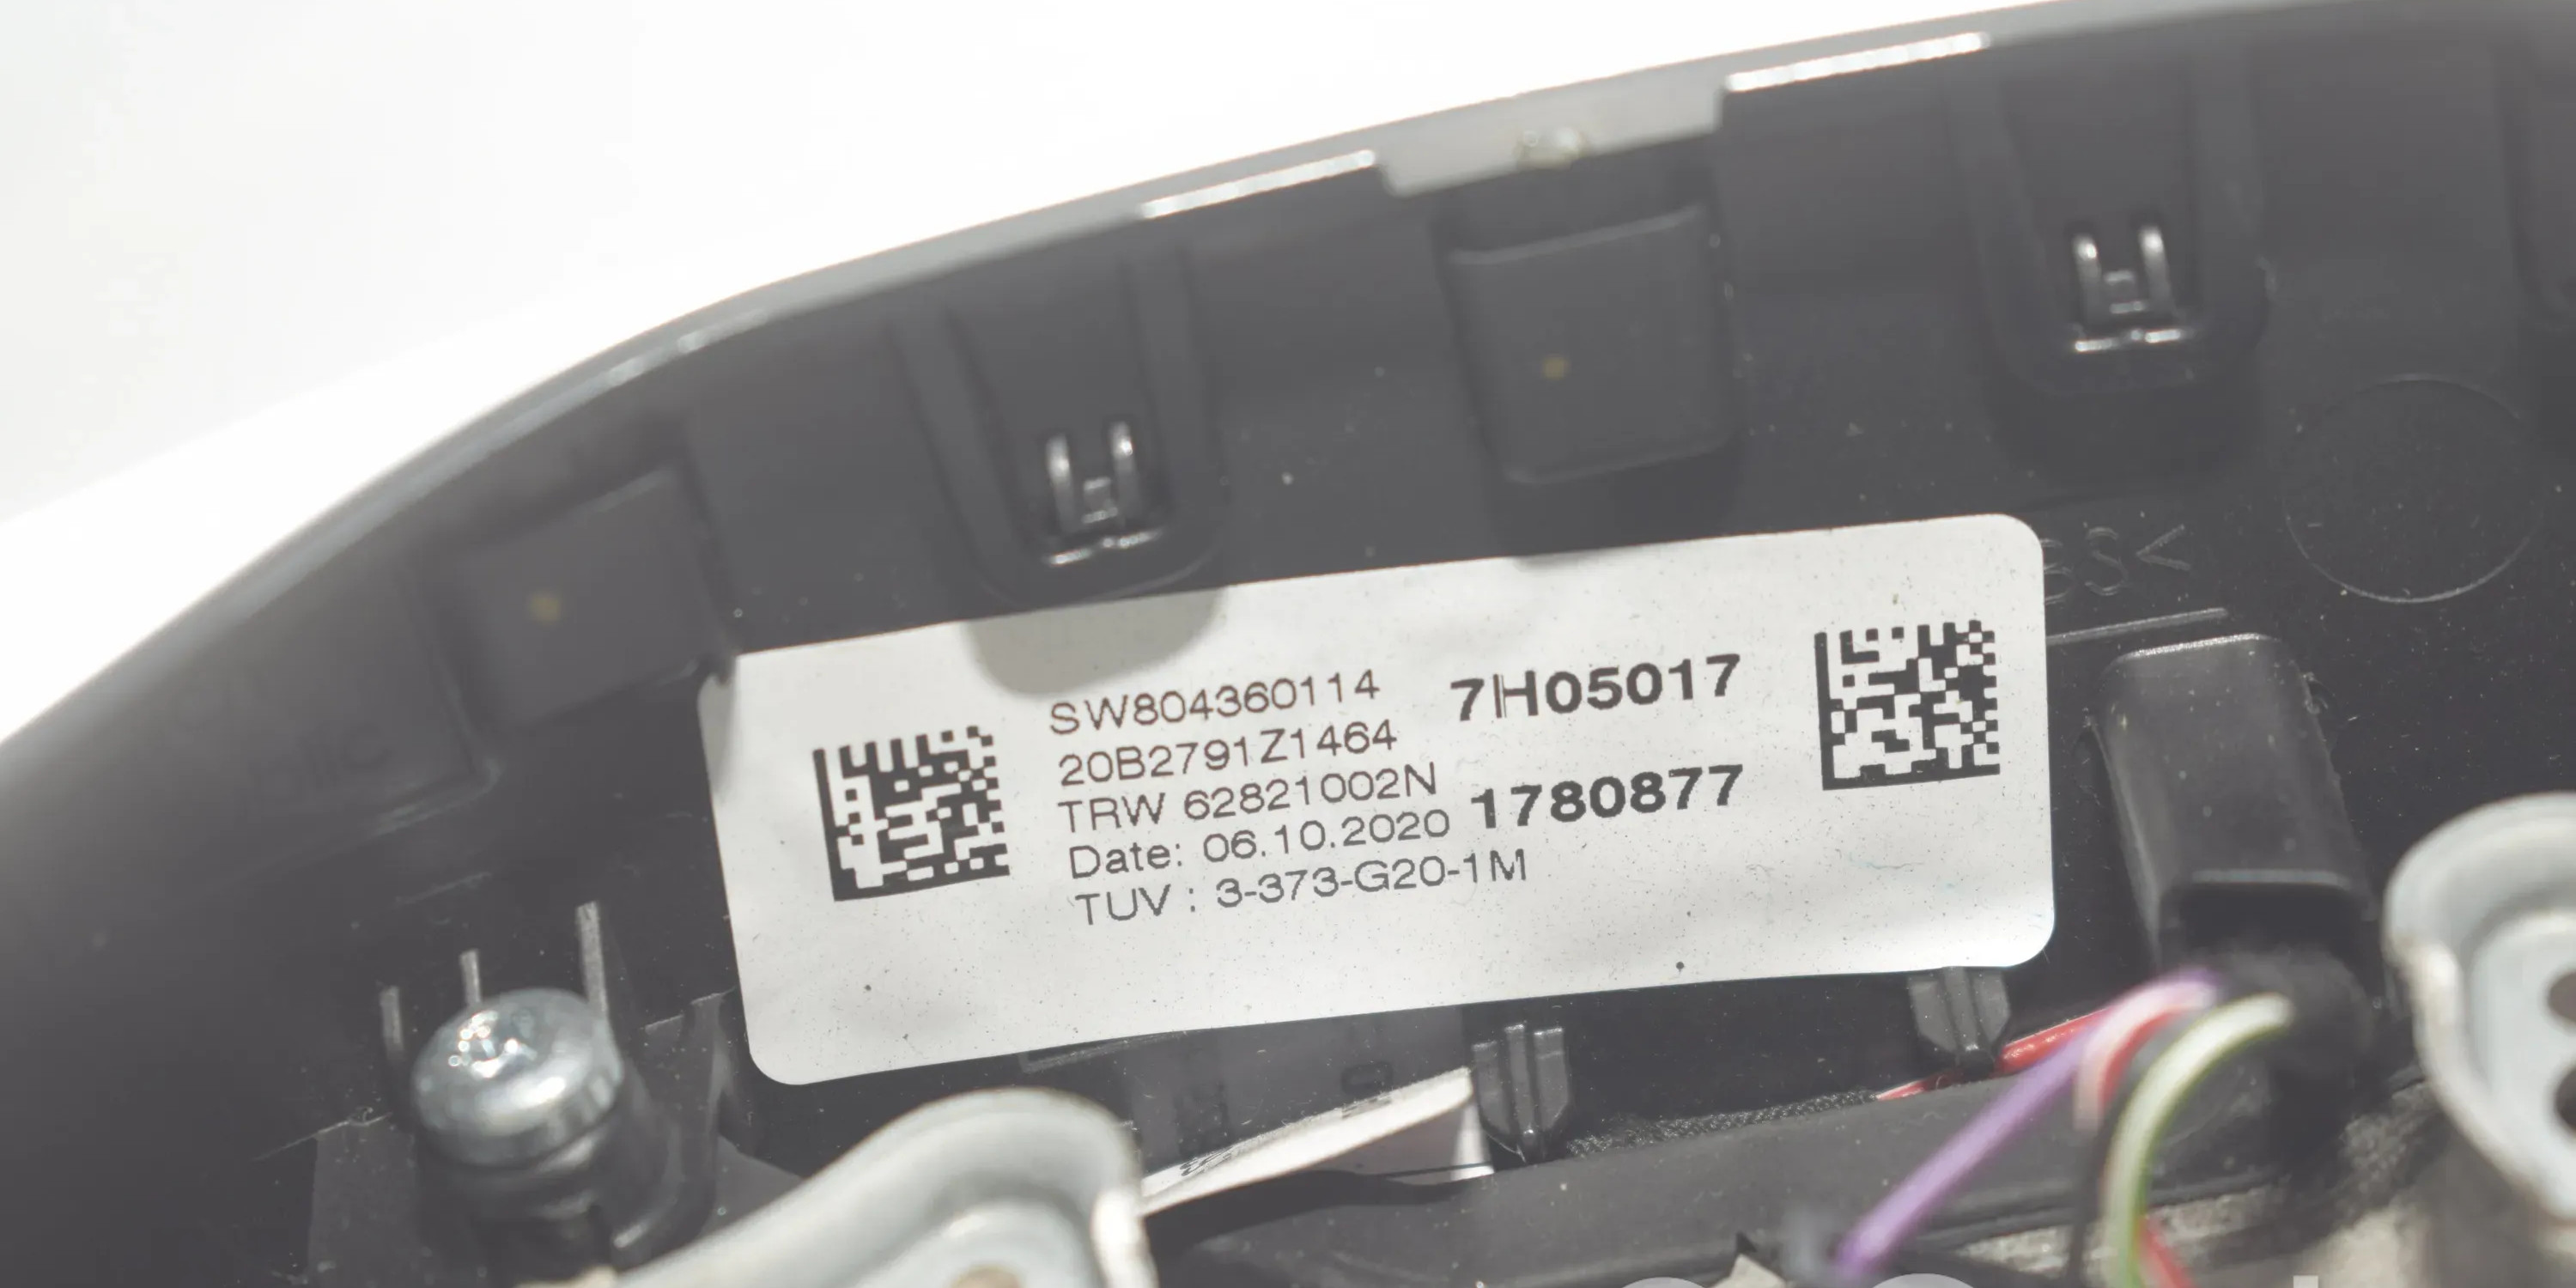 SW804360114
20B2791Z1464
TRW 62821002N
Date: 06.10.2020
TUV : 3-373-G20-1M
7H05017
1780877